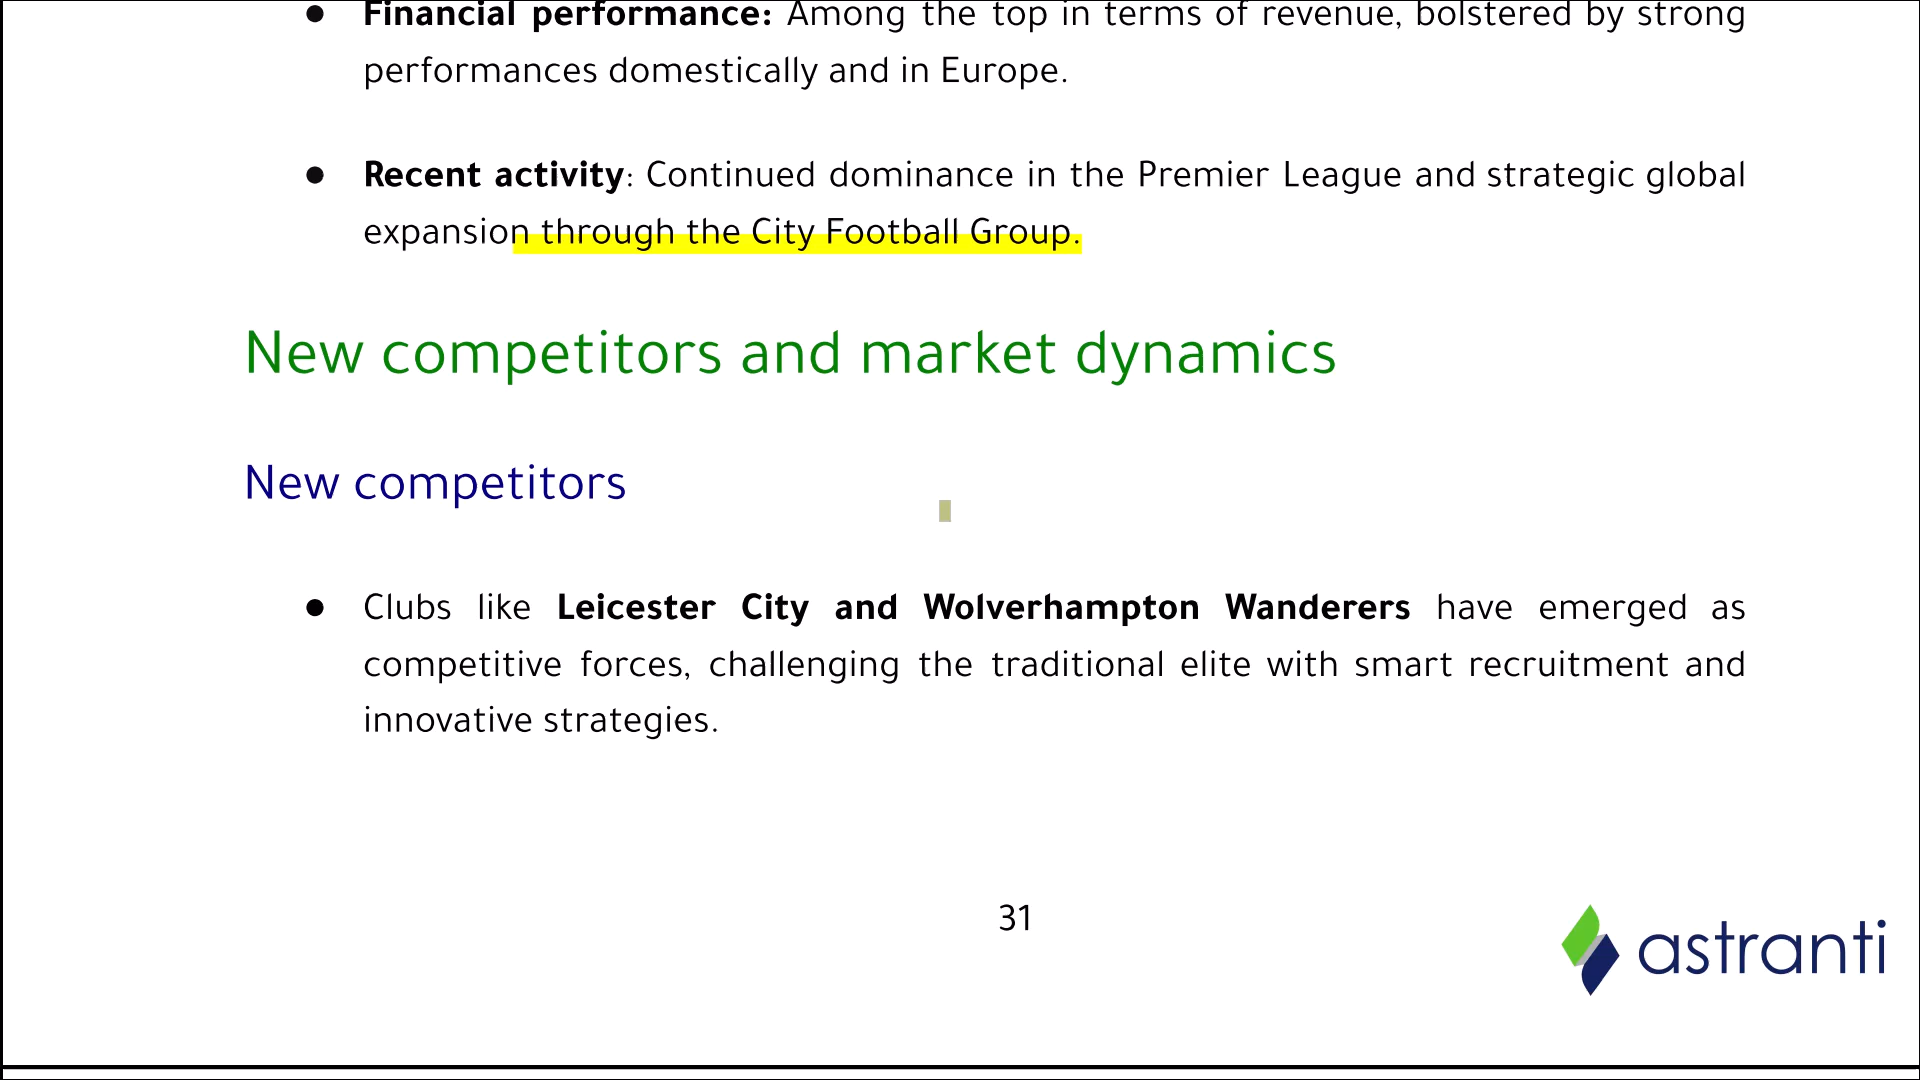 ● Financial performance: Among the top in terms of revenue, bolstered by strong
performances domestically and in Europe.
● Recent activity: Continued dominance in the Premier League and strategic global
expansion through the City Football Group.
New competitors and market dynamics
New competitors
● Clubs like Leicester City and Wolverhampton Wanderers have emerged as
competitive forces, challenging the traditional elite with smart recruitment and
innovative strategies.
31
astranti